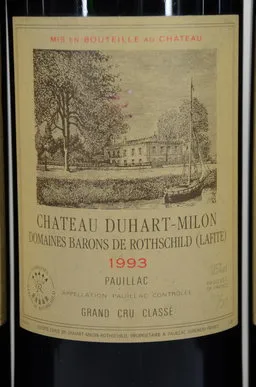 MIS EN BOUTEILLE AU CHATEAU
CHATEAU DUHART-MILON
DOMAINES BARONS DE ROTHSCHILD (LAFITE)
1993
PAUILLAC
APPELLATION PAUILLAC CONTRÔLÉE
GRAND CRU CLASSÉ